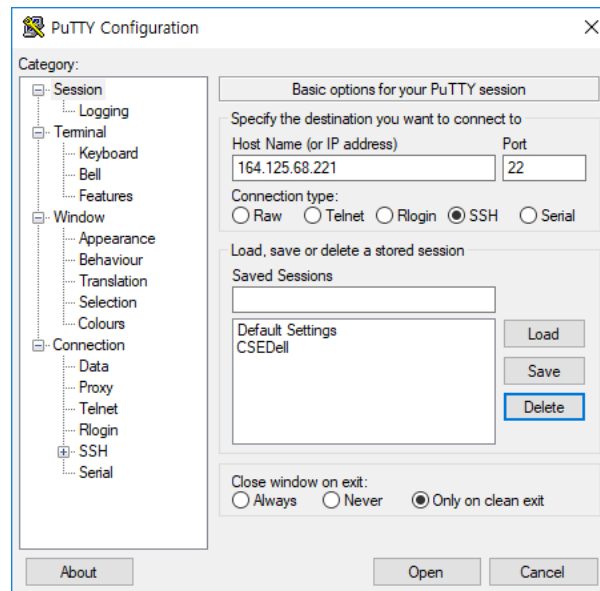 PuTTY Configuration
Category:
Session
Logging
Terminal
Keyboard
Bell
Features
Window
Appearance
Behaviour
Translation
Selection
Colours
Connection
Data
Proxy
Telnet
Rlogin
SSH
Serial
Basic options for your PuTTY session
Specify the destination you want to connect to
Host Name (or IP address) Port
164.125.68.221 22
Connection type:
Raw Telnet Rlogin SSH Serial
Load, save or delete a stored session
Saved Sessions
Default Settings
CSEDell
Load
Save
Delete
Close window on exit:
Always Never Only on clean exit
About Open Cancel